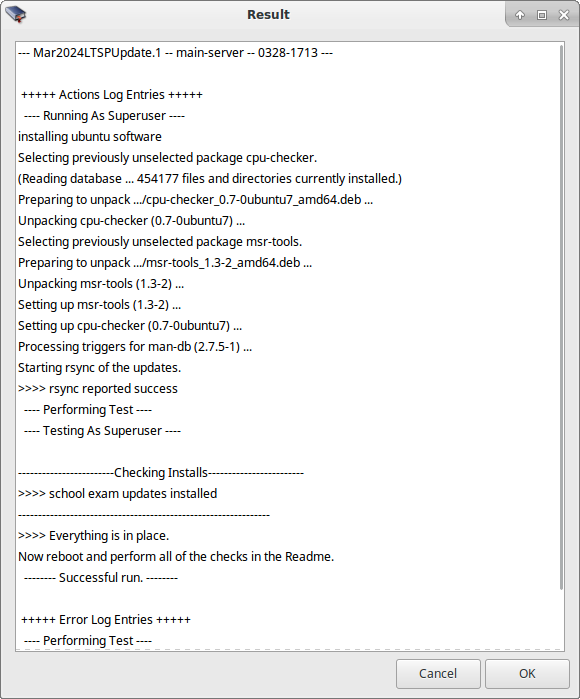 Result
--- Mar2024LTSPUpdate.1 -- main-server -- 0328-1713 ---
+++++ Actions Log Entries +++++
---- Running As Superuser ----
installing ubuntu software
Selecting previously unselected package cpu-checker.
(Reading database ... 454177 files and directories currently installed.)
Preparing to unpack .../cpu-checker_0.7-0ubuntu7_amd64.deb ...
Unpacking cpu-checker (0.7-0ubuntu7) ...
Selecting previously unselected package msr-tools.
Preparing to unpack .../msr-tools_1.3-2_amd64.deb ...
Unpacking msr-tools (1.3-2) ...
Setting up msr-tools (1.3-2) ...
Setting up cpu-checker (0.7-0ubuntu7) ...
Processing triggers for man-db (2.7.5-1) ...
Starting rsync of the updates.
>>>> rsync reported success
---- Performing Test ----
---- Testing As Superuser ----
------------------------Checking Installs------------------------
>>>> school exam updates installed
---------------------------------------------------------------
>>>> Everything is in place.
Now reboot and perform all of the checks in the Readme.
-------- Successful run. --------
+++++ Error Log Entries +++++
---- Performing Test ----
Cancel
OK